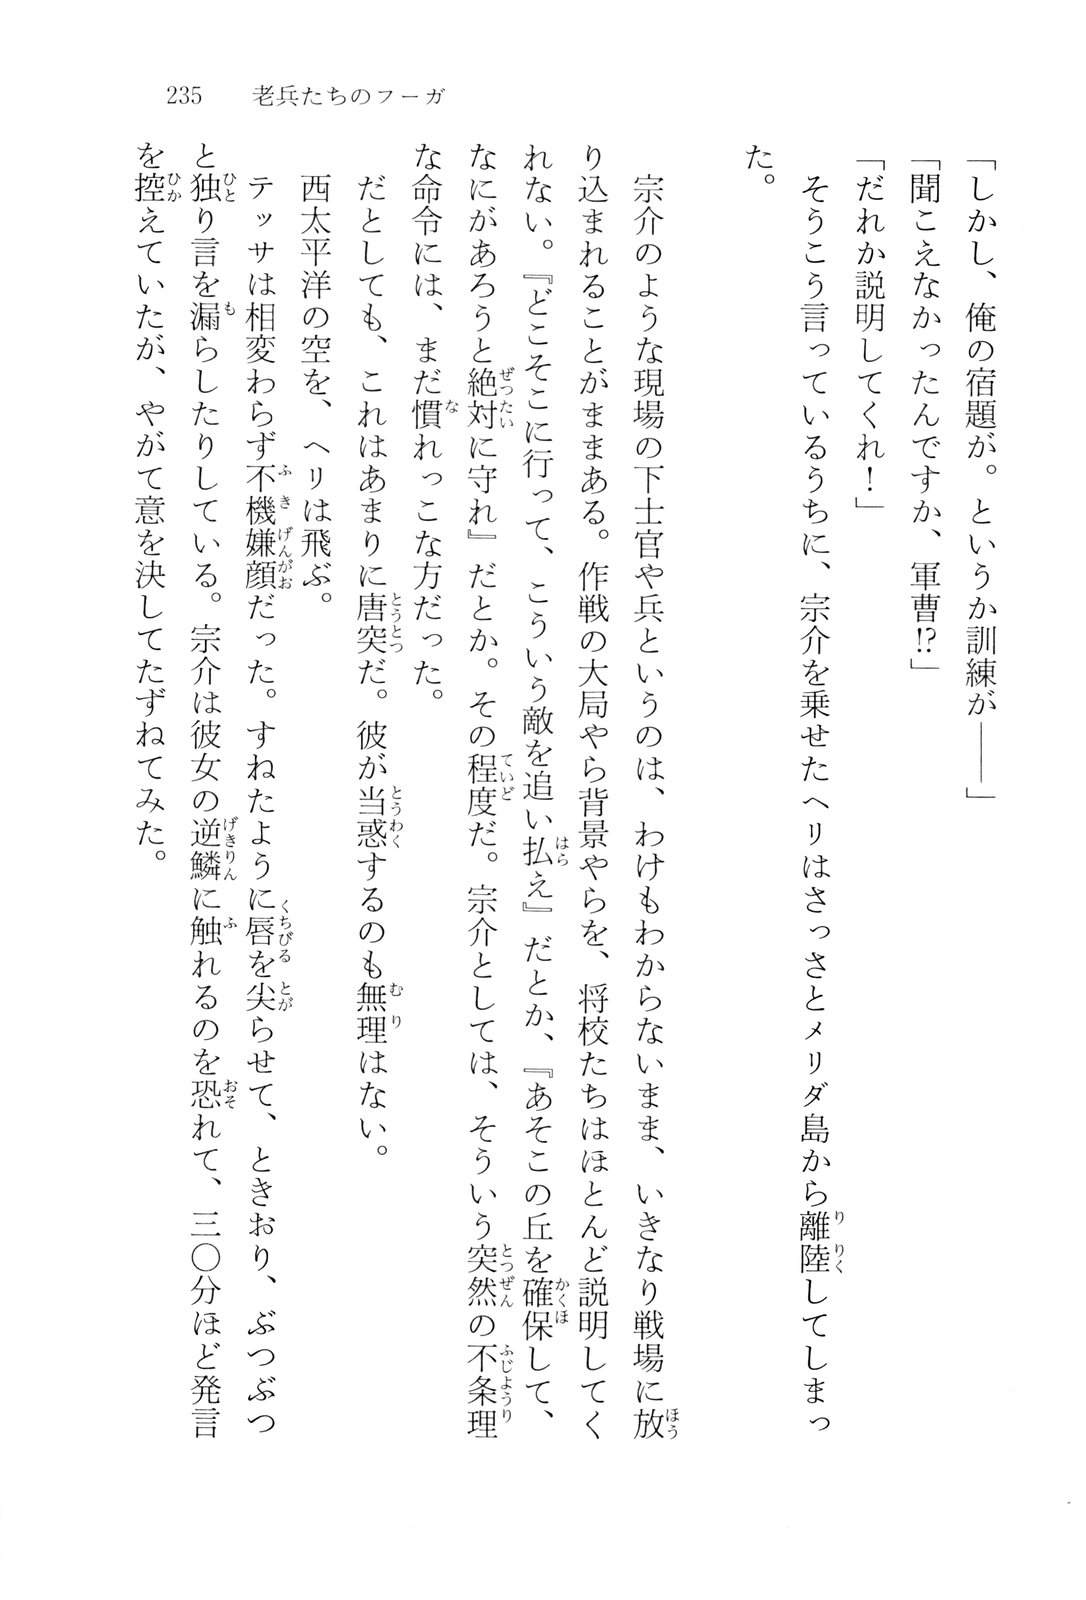 235　老兵たちのフーガ
「しかし、俺の宿題が。というか訓練が――」
「聞こえなかったんですか、軍曹!?」
「だれか説明してくれ！」
　そうこう言っているうちに、宗介を乗せたヘリはさっさとメリダ島から離陸してしまっ
た。
　宗介のような現場の下士官や兵というのは、わけもわからないまま、いきなり戦場に放
り込まれることがままある。作戦の大局やら背景やらを、将校たちはほとんど説明してく
れない。『どこそこに行って、こういう敵を追い払え』だとか、『あそこの丘を確保して、
なにがあろうと絶対に守れ』だとか。その程度だ。宗介としては、そういう突然の不条理
な命令には、まだ慣れっこな方だった。
　だとしても、これはあまりに唐突だ。彼が当惑するのも無理はない。
　西太平洋の空を、ヘリは飛ぶ。
　テッサは相変わらず不機嫌顔だった。すねたように唇を尖らせて、ときおり、ぶつぶつ
と独り言を漏らしたりしている。宗介は彼女の逆鱗に触れるのを恐れて、三〇分ほど発言
を控えていたが、やがて意を決してたずねてみた。